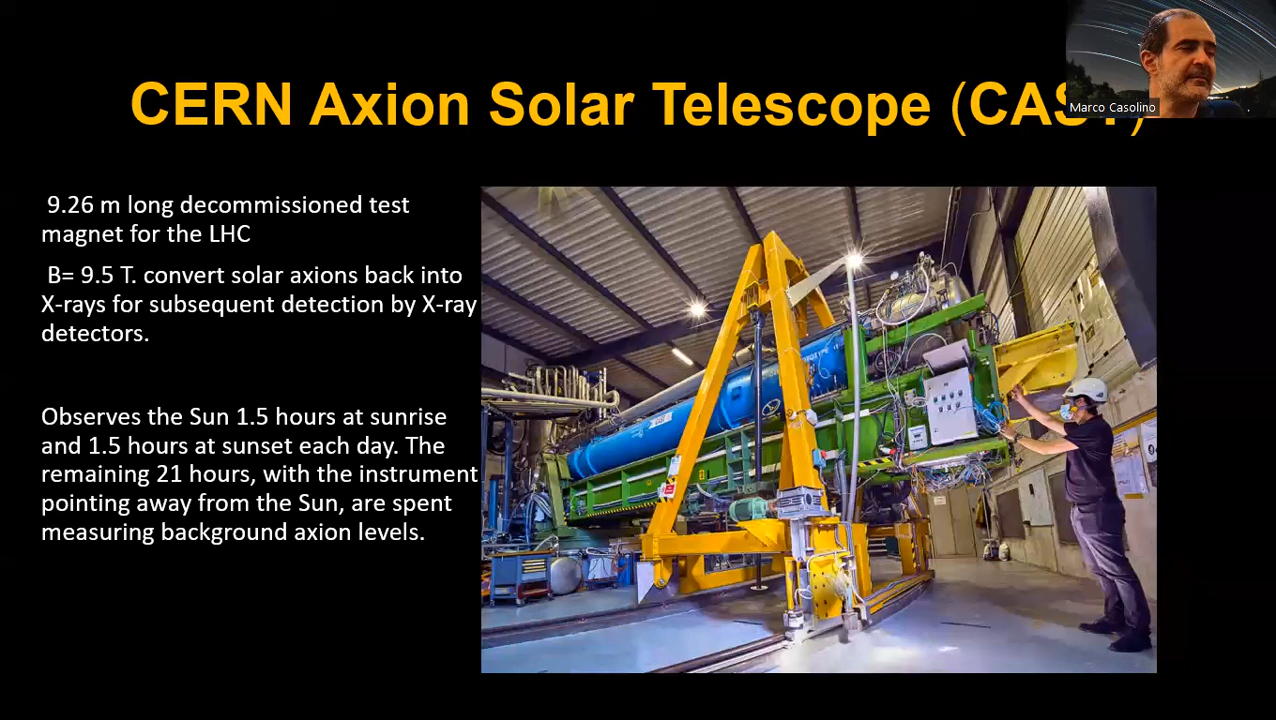 CERN Axion Solar Telescope (CAST)
Marco Casolino
9.26 m long decommissioned test
magnet for the LHC
B= 9.5 T. convert solar axions back into
X-rays for subsequent detection by X-ray
detectors.
Observes the Sun 1.5 hours at sunrise
and 1.5 hours at sunset each day. The
remaining 21 hours, with the instrument
pointing away from the Sun, are spent
measuring background axion levels.